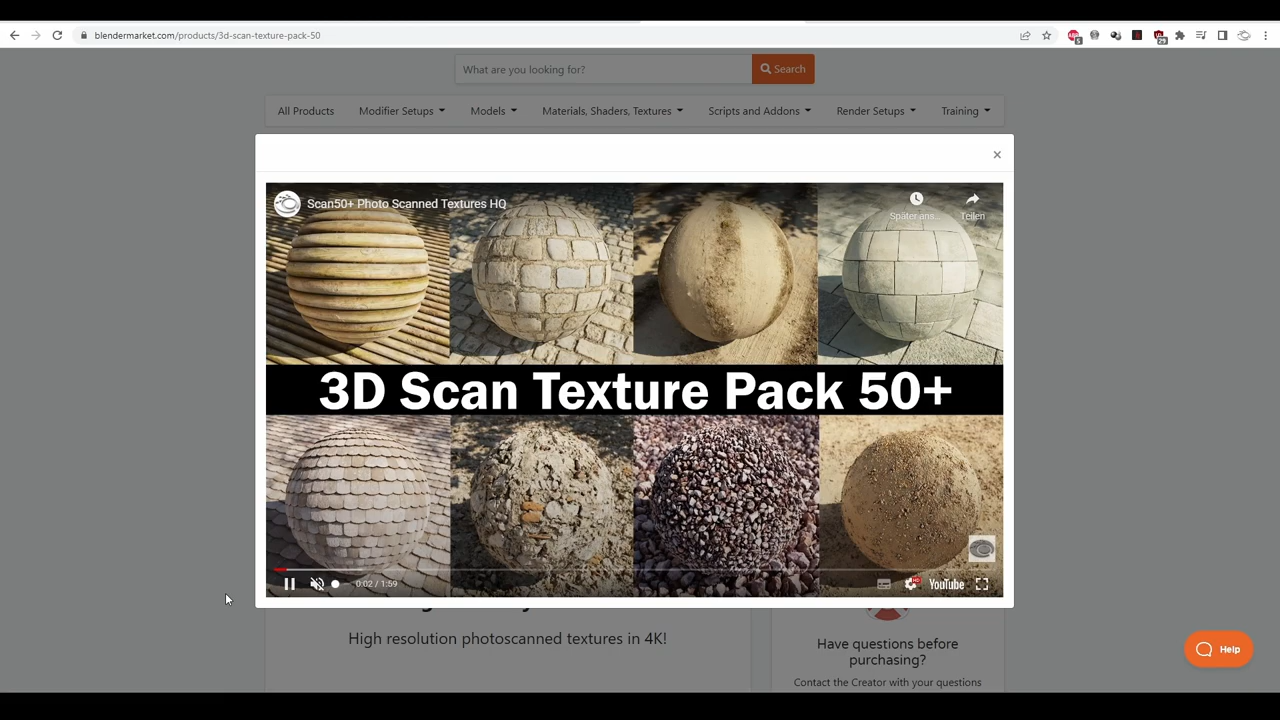 blendermarket.com/products/3d-scan-texture-pack-50
5
29
What are you looking for?
Search
All Products
Modifier Setups
Models
Materials, Shaders, Textures
Scripts and Addons
Render Setups
Training
×
Scan50+ Photo Scanned Textures HQ
Später ans...
Teilen
3D Scan Texture Pack 50+
0:02 / 1:59
HD
YouTube
High resolution photoscanned textures in 4K!
Have questions before
purchasing?
Contact the Creator with your questions
Help